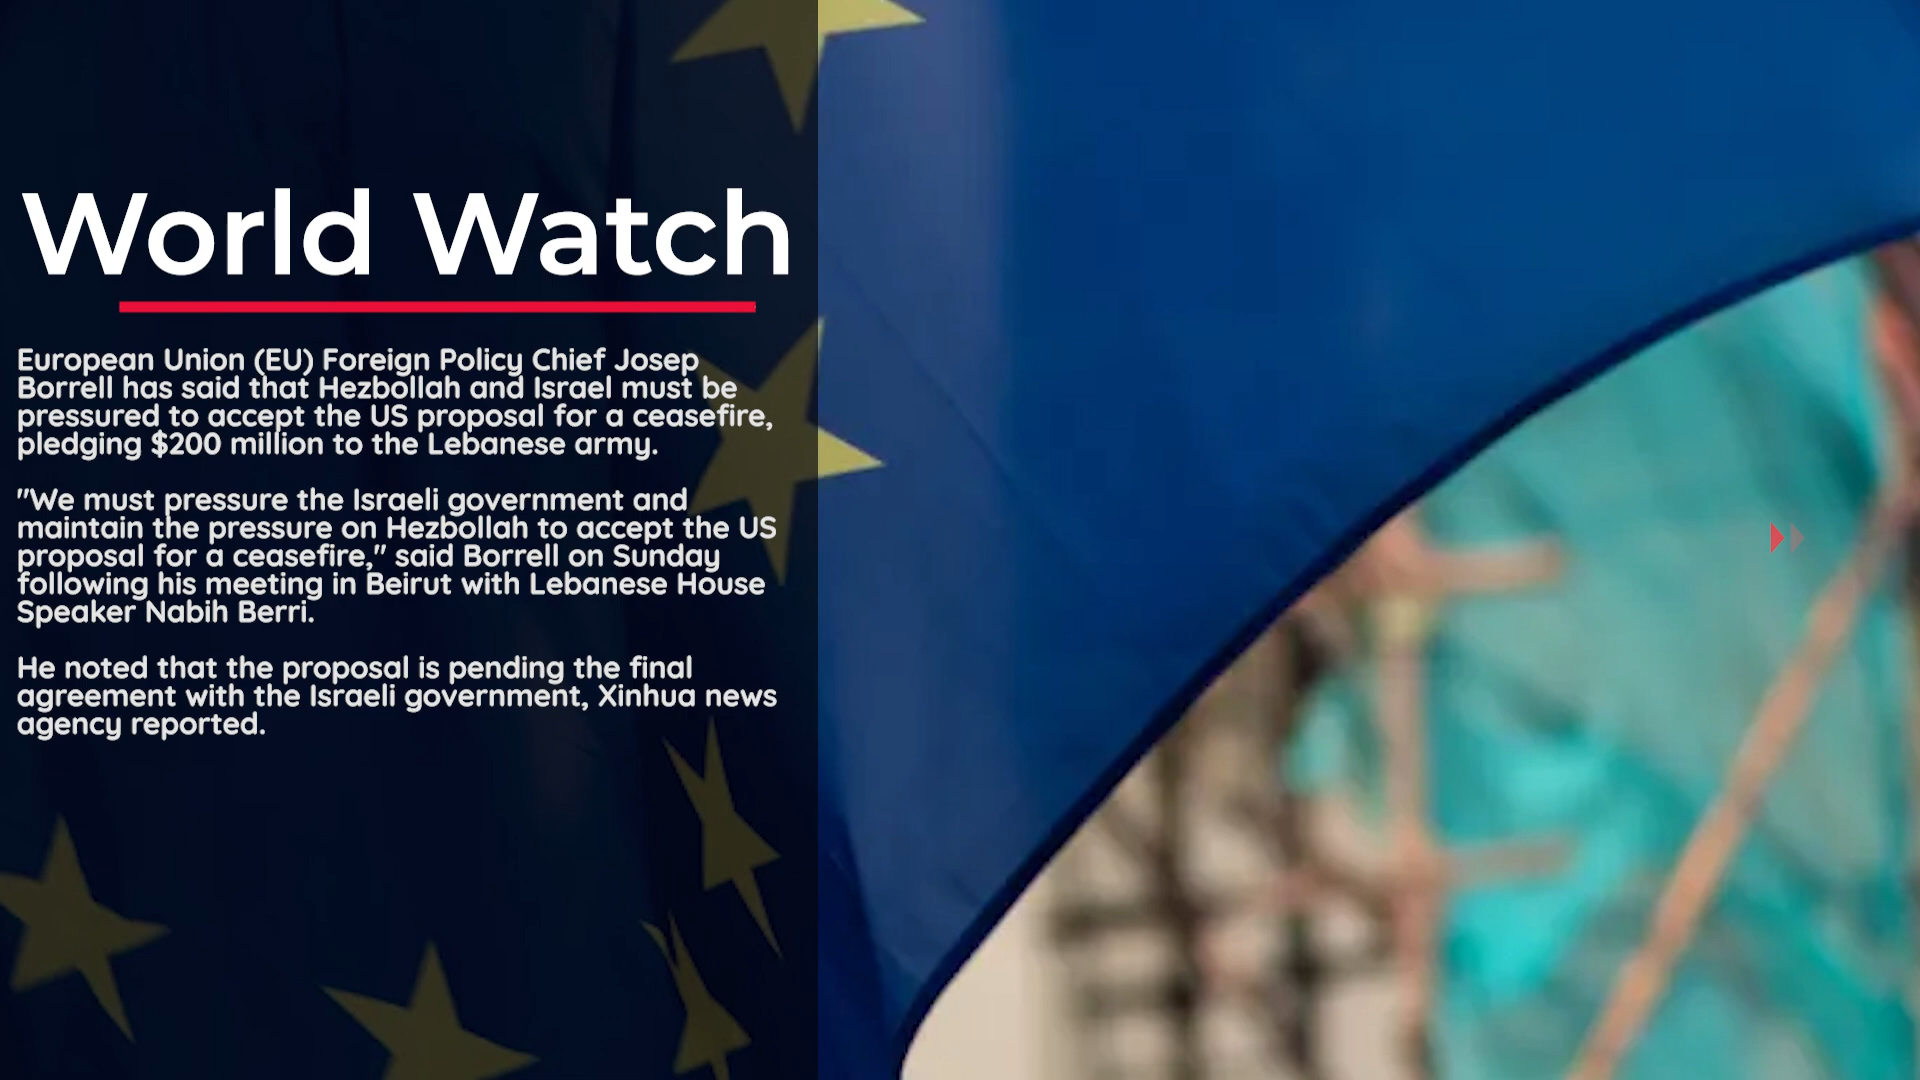 World Watch
European Union (EU) Foreign Policy Chief Josep
Borrell has said that Hezbollah and Israel must be
pressured to accept the US proposal for a ceasefire,
pledging $200 million to the Lebanese army.
"We must pressure the Israeli government and
maintain the pressure on Hezbollah to accept the US
proposal for a ceasefire," said Borrell on Sunday
following his meeting in Beirut with Lebanese House
Speaker Nabih Berri.
He noted that the proposal is pending the final
agreement with the Israeli government, Xinhua news
agency reported.